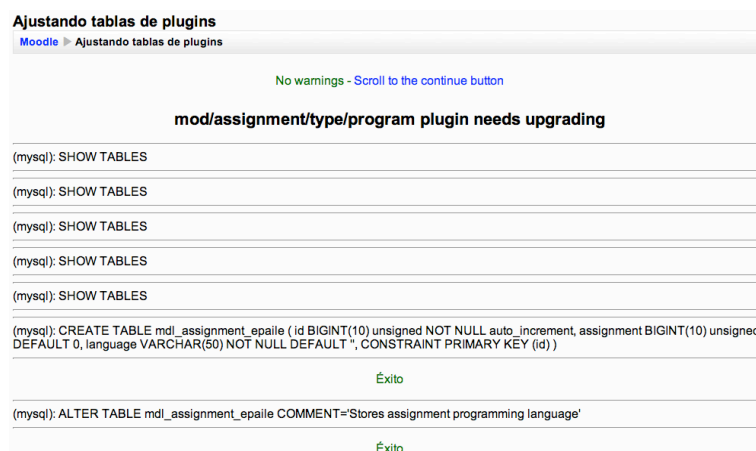 Ajustando tablas de plugins
Moodle ▶ Ajustando tablas de plugins
No warnings - Scroll to the continue button
mod/assignment/type/program plugin needs upgrading
(mysql): SHOW TABLES
(mysql): SHOW TABLES
(mysql): SHOW TABLES
(mysql): SHOW TABLES
(mysql): SHOW TABLES
(mysql): CREATE TABLE mdl_assignment_epaile ( id BIGINT(10) unsigned NOT NULL auto_increment, assignment BIGINT(10) unsigned
DEFAULT 0, language VARCHAR(50) NOT NULL DEFAULT '', CONSTRAINT PRIMARY KEY (id) )
Éxito
(mysql): ALTER TABLE mdl_assignment_epaile COMMENT='Stores assignment programming language'
Éxito